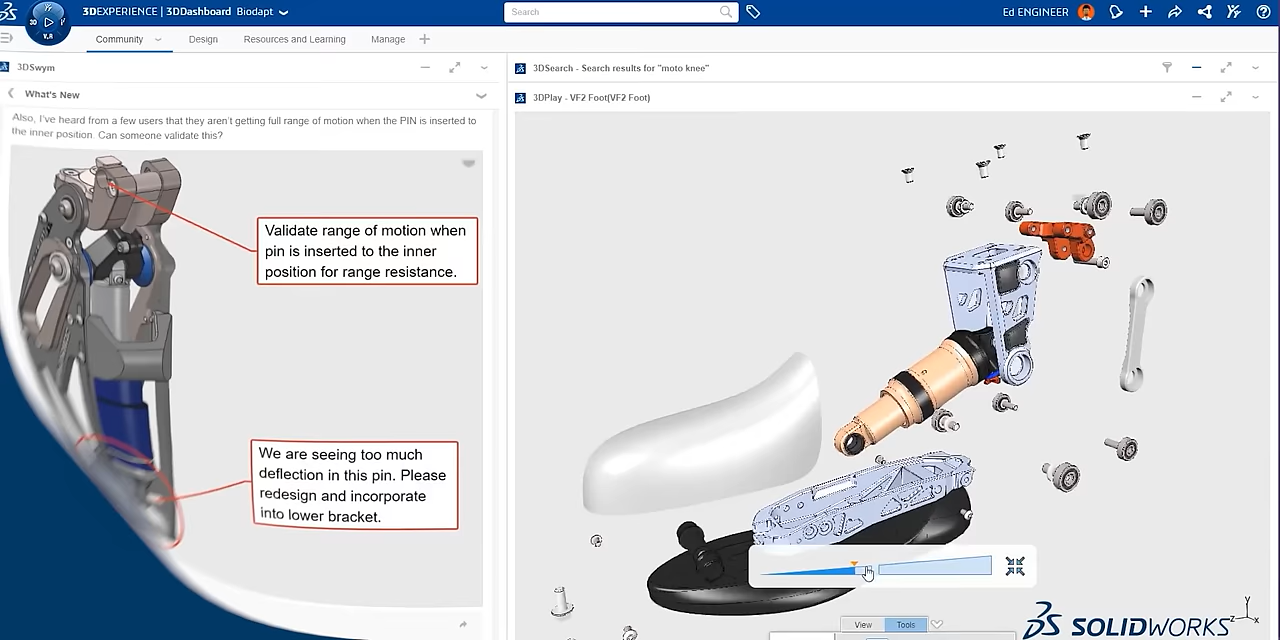 3DEXPERIENCE | 3DDashboard Biodapt
Search
Ed ENGINEER
3D
V.R
Community
Design
Resources and Learning
Manage
3DSwym
What's New
Also, I've heard from a few users that they aren't getting full range of motion when the PIN is inserted to
the inner position. Can someone validate this?
Validate range of motion when
pin is inserted to the inner
position for range resistance.
We are seeing too much
deflection in this pin. Please
redesign and incorporate
into lower bracket.
3DSearch - Search results for "moto knee"
3DPlay - VF2 Foot(VF2 Foot)
View
Tools
SOLIDWORKS
Y
Z
X